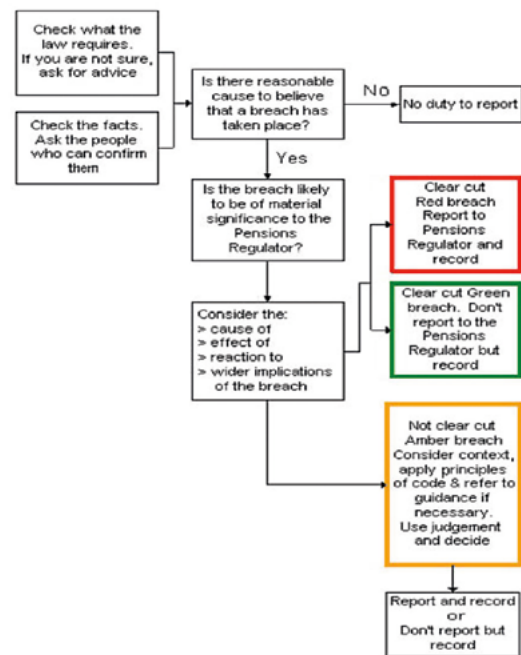 Check what the
law requires.
If you are not sure,
ask for advice
Is there reasonable
cause to believe
that a breach has
taken place?
No
No duty to report
Check the facts.
Ask the people
who can confirm
them
Yes
Is the breach likely
to be of material
significance to the
Pensions
Regulator?
Clear cut
Red breach
Report to
Pensions
Regulator and
record
Clear cut Green
breach. Don't
report to the
Pensions
Regulator but
record
Consider the:
> cause of
> effect of
> reaction to
> wider implications
of the breach
Not clear cut
Amber breach
Consider context,
apply principles
of code & refer to
guidance if
necessary.
Use judgement
and decide
Report and record
or
Don't report but
record